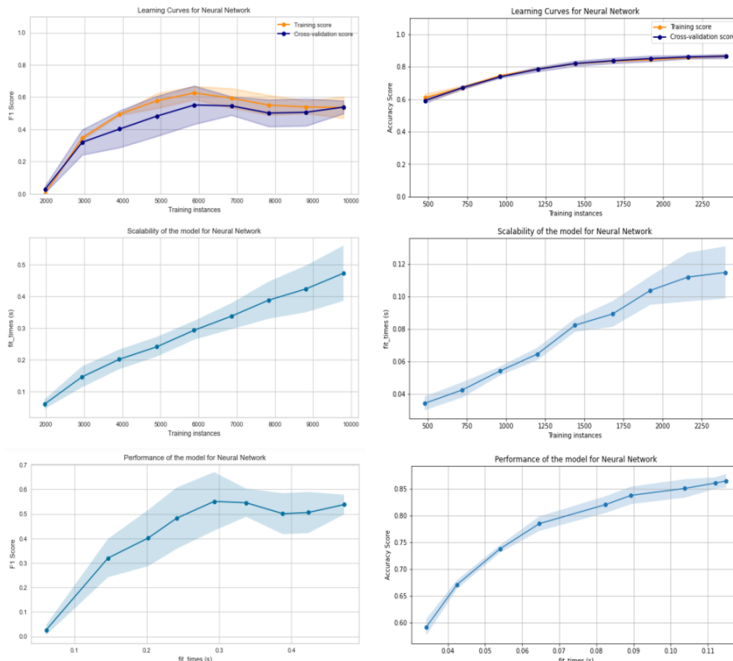 Learning Curves for Neural Network
Training score
Cross-validation score
1.0
0.8
0.6
0.4
0.2
0.0
F1 Score
2000 3000 4000 5000 6000 7000 8000 9000 10000
Training instances
Learning Curves for Neural Network
Training score
Cross-validation score
1.0
0.8
0.6
0.4
0.2
0.0
Accuracy Score
500 750 1000 1250 1500 1750 2000 2250
Training instances
Scalability of the model for Neural Network
0.5
0.4
0.3
0.2
0.1
fit_times (s)
2000 3000 4000 5000 6000 7000 8000 9000 10000
Training instances
Scalability of the model for Neural Network
0.12
0.10
0.08
0.06
0.04
fit_times (s)
500 750 1000 1250 1500 1750 2000 2250
Training instances
Performance of the model for Neural Network
0.7
0.6
0.5
0.4
0.3
0.2
0.1
0.0
F1 Score
0.1 0.2 0.3 0.4
fit_times (s)
Performance of the model for Neural Network
0.85
0.80
0.75
0.70
0.65
0.60
Accuracy Score
0.04 0.05 0.06 0.07 0.08 0.09 0.10 0.11
fit_times (s)